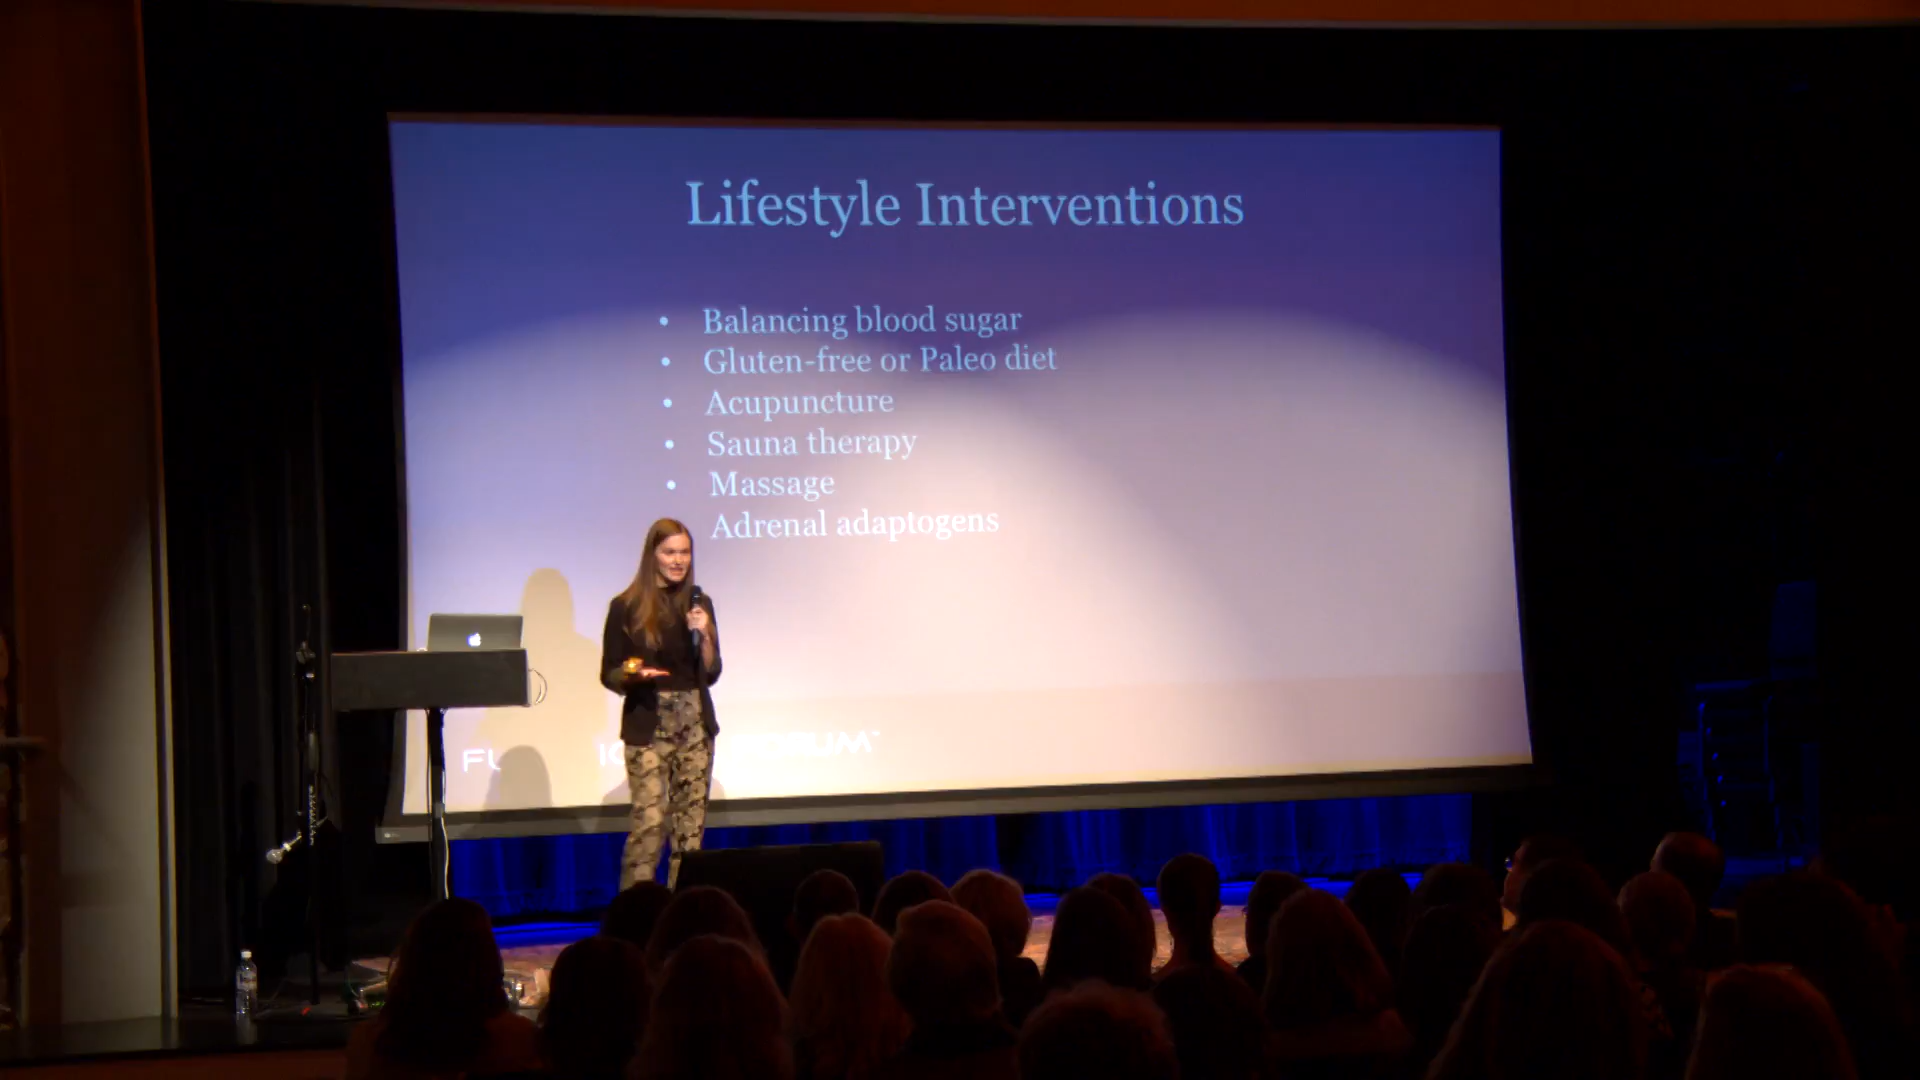 Lifestyle Interventions
• Balancing blood sugar
• Gluten-free or Paleo diet
• Acupuncture
• Sauna therapy
• Massage
Adrenal adaptogens